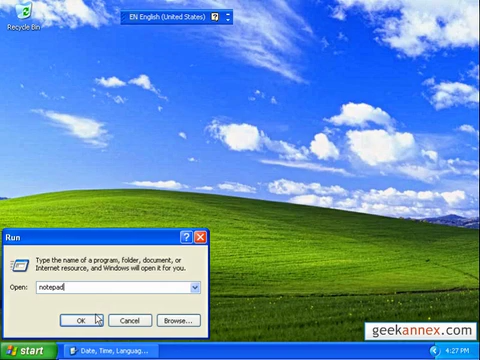 Recycle Bin
EN English (United States) ?
Run
Type the name of a program, folder, document, or
Internet resource, and Windows will open it for you.
Open: notepad
OK Cancel Browse...
geekannex.com
start Date, Time, Languag... 4:27 PM